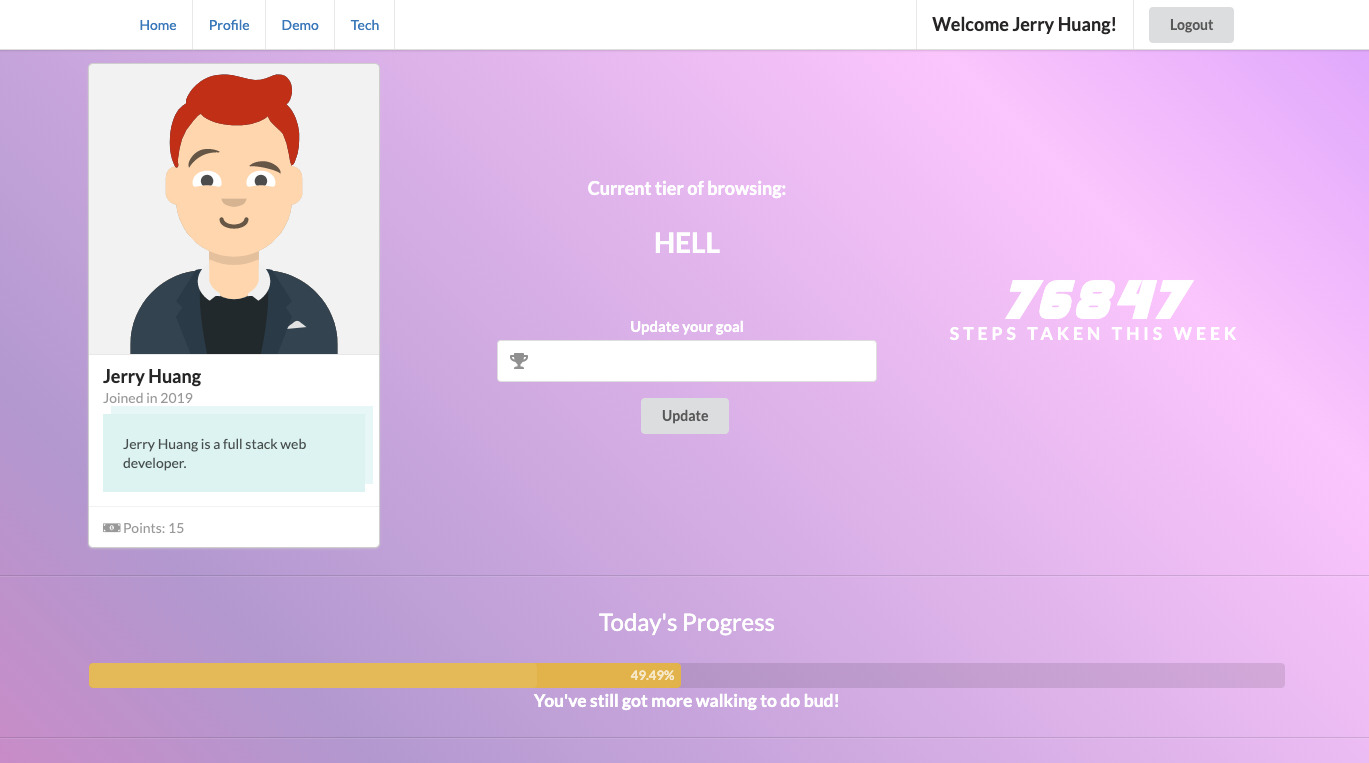 Home
Profile
Demo
Tech
Welcome Jerry Huang!
Logout
Jerry Huang
Joined in 2019
Jerry Huang is a full stack web
developer.
Points: 15
Current tier of browsing:
HELL
Update your goal
Update
76847
STEPS TAKEN THIS WEEK
Today's Progress
49.49%
You've still got more walking to do bud!